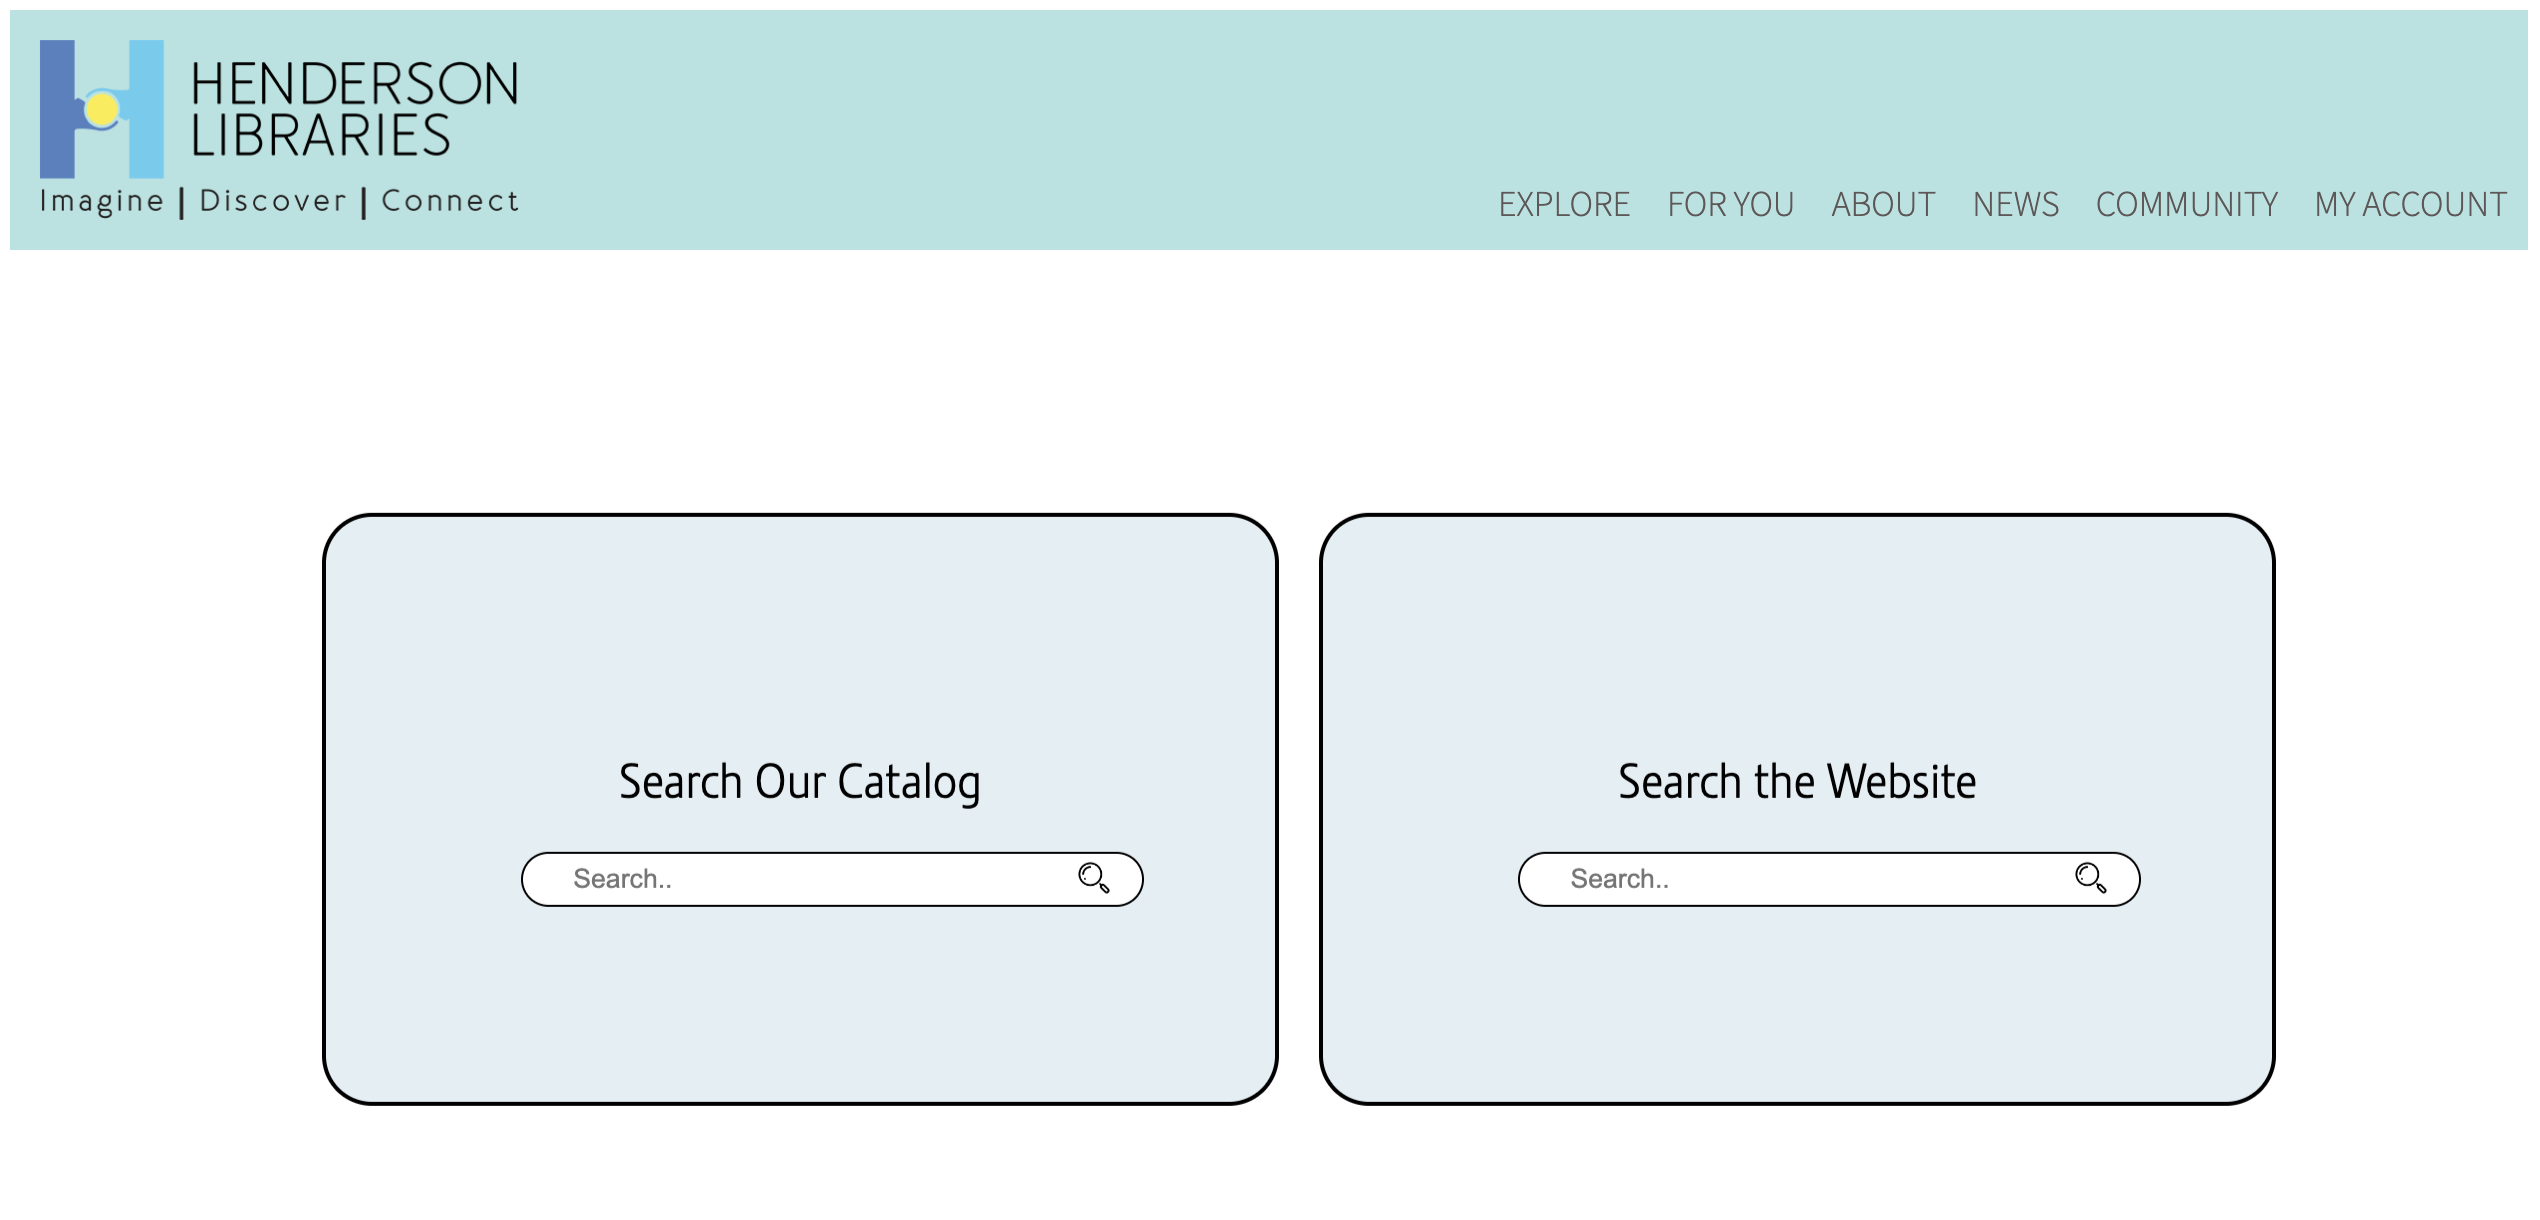 HENDERSON
LIBRARIES
Imagine | Discover | Connect
EXPLORE FOR YOU ABOUT NEWS COMMUNITY MY ACCOUNT
Search Our Catalog
Search..
Search the Website
Search..